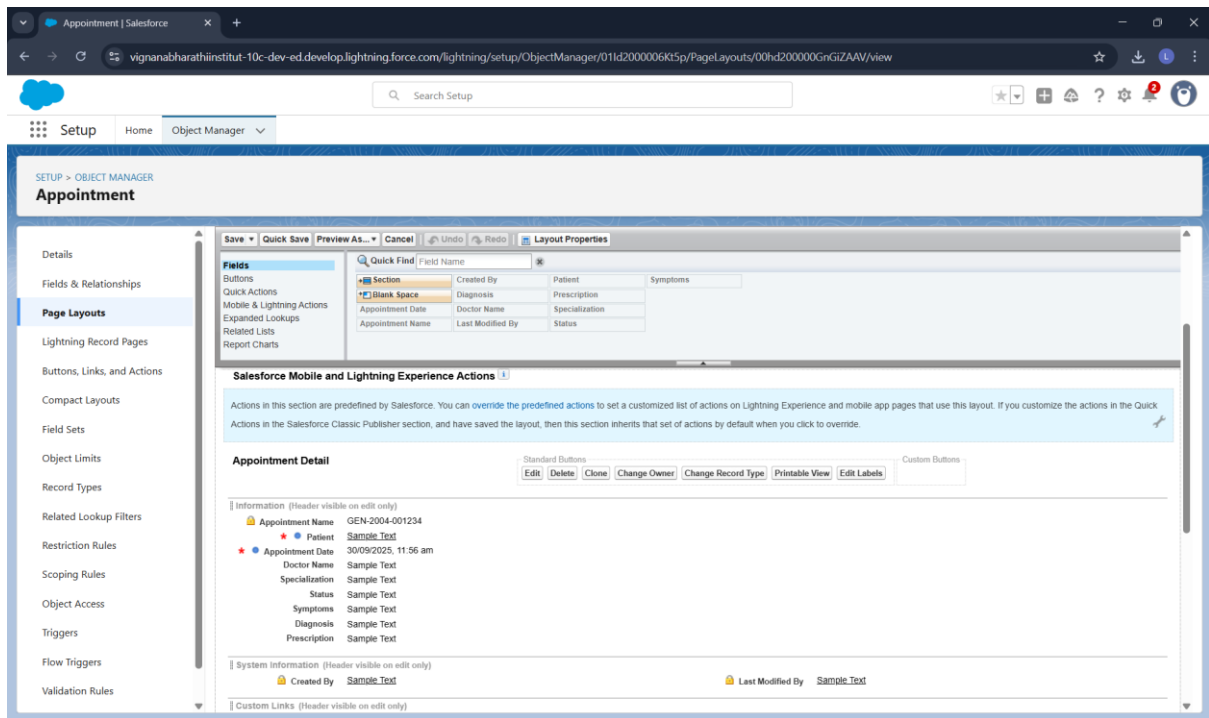 Appointment | Salesforce
vignanabharathiinstitut-10c-dev-ed.develop.lightning.force.com/lightning/setup/ObjectManager/01Id2000006Kt5p/PageLayouts/00hd200000GnGiZAAV/view
L
Search Setup
2
Setup Home Object Manager
SETUP > OBJECT MANAGER
Appointment
Details
Fields & Relationships
Page Layouts
Lightning Record Pages
Buttons, Links, and Actions
Compact Layouts
Field Sets
Object Limits
Record Types
Related Lookup Filters
Restriction Rules
Scoping Rules
Object Access
Triggers
Flow Triggers
Validation Rules
Save Quick Save Preview As... Cancel Undo Redo Layout Properties
Fields
Buttons
Quick Actions
Mobile & Lightning Actions
Expanded Lookups
Related Lists
Report Charts
Quick Find Field Name
Section Created By Patient Symptoms
Blank Space Diagnosis Prescription
Appointment Date Doctor Name Specialization
Appointment Name Last Modified By Status
Salesforce Mobile and Lightning Experience Actions i
Actions in this section are predefined by Salesforce. You can override the predefined actions to set a customized list of actions on Lightning Experience and mobile app pages that use this layout. If you customize the actions in the Quick
Actions in the Salesforce Classic Publisher section, and have saved the layout, then this section inherits that set of actions by default when you click to override.
Appointment Detail
Standard Buttons
Edit Delete Clone Change Owner Change Record Type Printable View Edit Labels
Custom Buttons
Information (Header visible on edit only)
Appointment Name GEN-2004-001234
* Patient Sample Text
* Appointment Date 30/09/2025, 11:56 am
Doctor Name Sample Text
Specialization Sample Text
Status Sample Text
Symptoms Sample Text
Diagnosis Sample Text
Prescription Sample Text
System Information (Header visible on edit only)
Created By Sample Text Last Modified By Sample Text
Custom Links (Header visible on edit only)